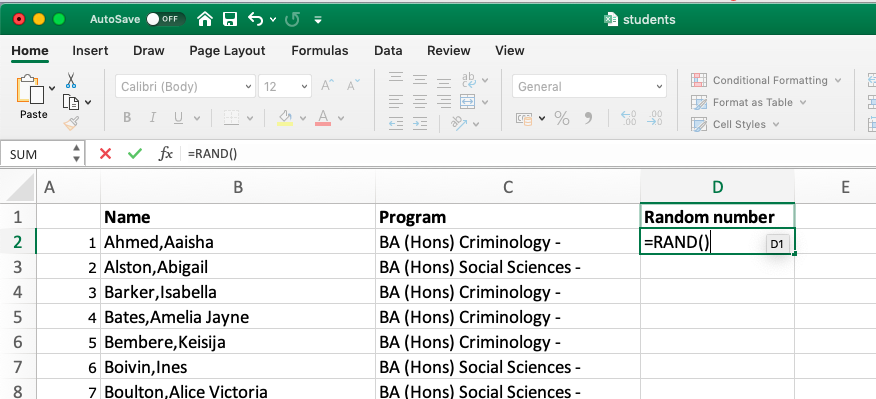 AutoSave OFF students
Home Insert Draw Page Layout Formulas Data Review View
Paste Calibri (Body) 12 A A ab General Conditional Formatting
B I U A % 9 .00 .00 Format as Table
Cell Styles
SUM fx =RAND()
A B C D E
1 Name Program Random number
2 1 Ahmed,Aaisha BA (Hons) Criminology - =RAND() D1
3 2 Alston,Abigail BA (Hons) Social Sciences -
4 3 Barker,Isabella BA (Hons) Criminology -
5 4 Bates,Amelia Jayne BA (Hons) Criminology -
6 5 Bembere,Keisija BA (Hons) Criminology -
7 6 Boivin,Ines BA (Hons) Social Sciences -
8 7 Boulton,Alice Victoria BA (Hons) Social Sciences -